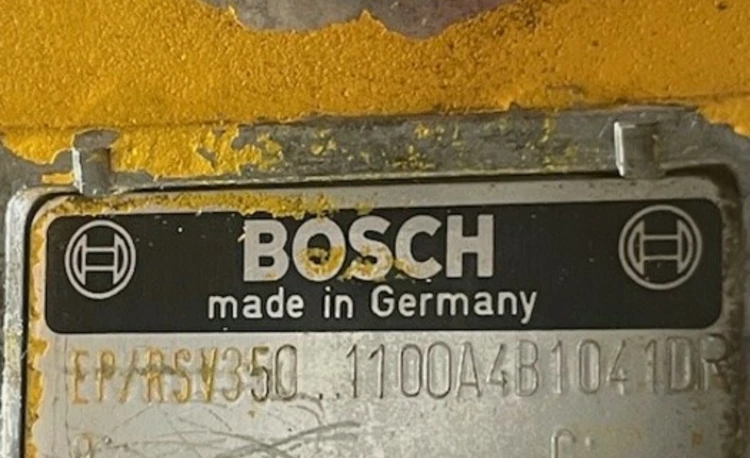 BOSCH
made in Germany
EP/RSV350..1100A4B1041DR